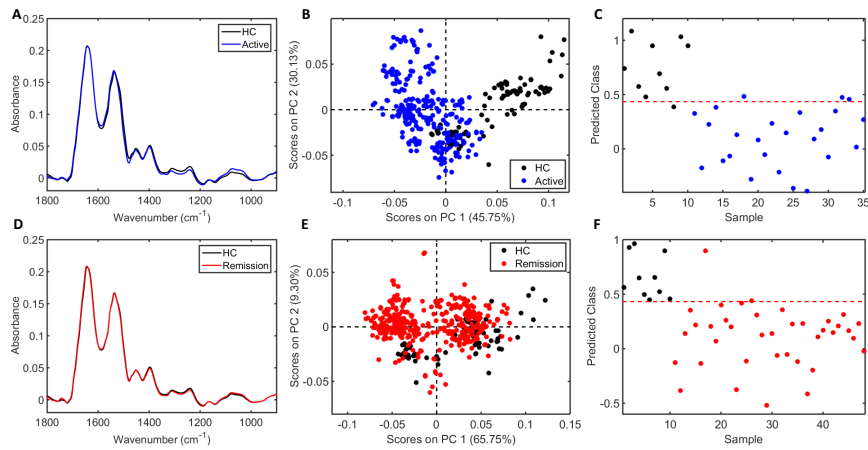 A
0.25
0.2
0.15
0.1
0.05
0
1800
1600
1400
1200
1000
Absorbance
Wavenumber (cm⁻¹)
HC
Active
B
0.05
0
-0.05
-0.1
-0.05
0
0.05
0.1
Scores on PC 2 (30.13%)
Scores on PC 1 (45.75%)
HC
Active
C
1
0.5
0
5
10
15
20
25
30
35
Predicted Class
Sample
D
0.25
0.2
0.15
0.1
0.05
0
1800
1600
1400
1200
1000
Absorbance
Wavenumber (cm⁻¹)
HC
Remission
E
0.05
0
-0.05
-0.1
-0.05
0
0.05
0.1
0.15
Scores on PC 2 (9.30%)
Scores on PC 1 (65.75%)
HC
Remission
F
1
0.5
0
-0.5
10
20
30
40
Predicted Class
Sample